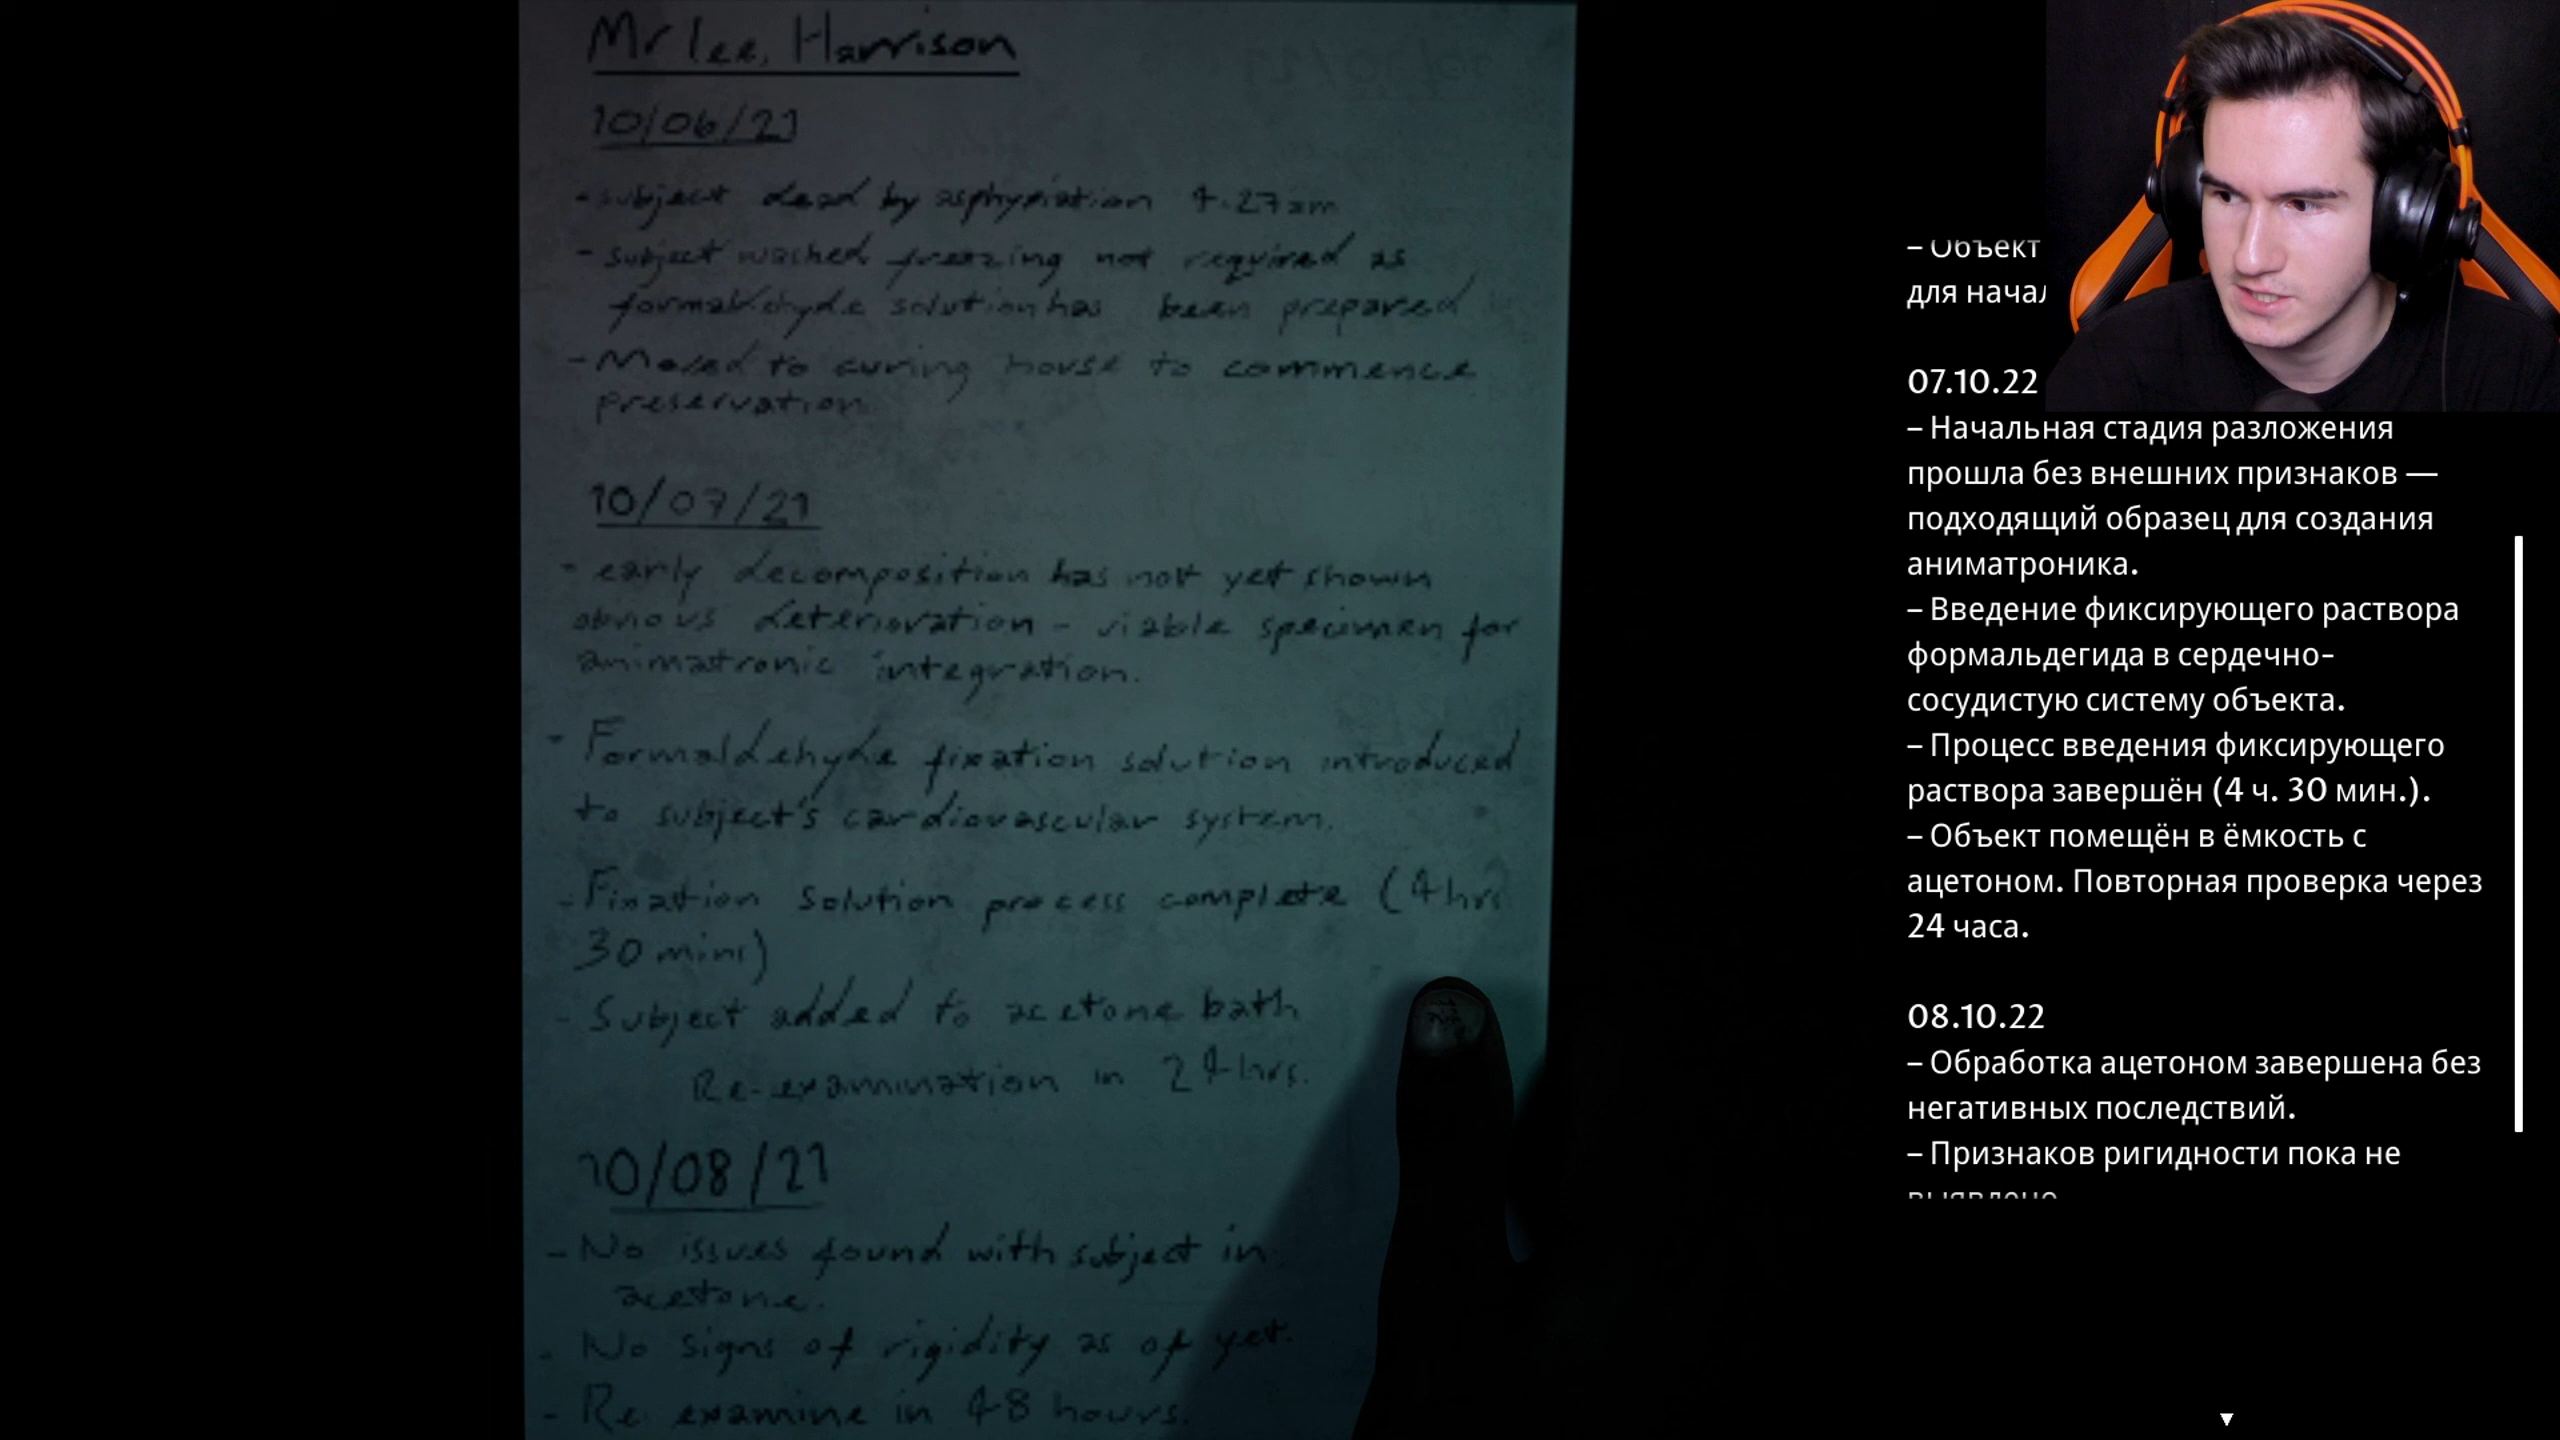 Mr Lee, Harrison
10/06/21
- subject dead by asphyxiation 4.27am
- subject washed freezing not required as
formaldehyde solution has been prepared
- Moved to curing house to commence
preservation
10/07/21
- early decomposition has not yet shown
obvious deterioration - viable specimen for
animatronic integration.
- Formaldehyde fixation solution introduced
to subject's cardiovascular system.
- Fixation solution process complete (4hrs
30 mins)
- Subject added to acetone bath
Re-examination in 24hrs.
10/08/21
- No issues found with subject in
acetone.
- No signs of rigidity as of yet.
- Re examine in 48 hours.
– Объект
для начал
07.10.22
– Начальная стадия разложения
прошла без внешних признаков —
подходящий образец для создания
аниматроника.
– Введение фиксирующего раствора
формальдегида в сердечно-
сосудистую систему объекта.
– Процесс введения фиксирующего
раствора завершён (4 ч. 30 мин.).
– Объект помещён в ёмкость с
ацетоном. Повторная проверка через
24 часа.
08.10.22
– Обработка ацетоном завершена без
негативных последствий.
– Признаков ригидности пока не
выявлено